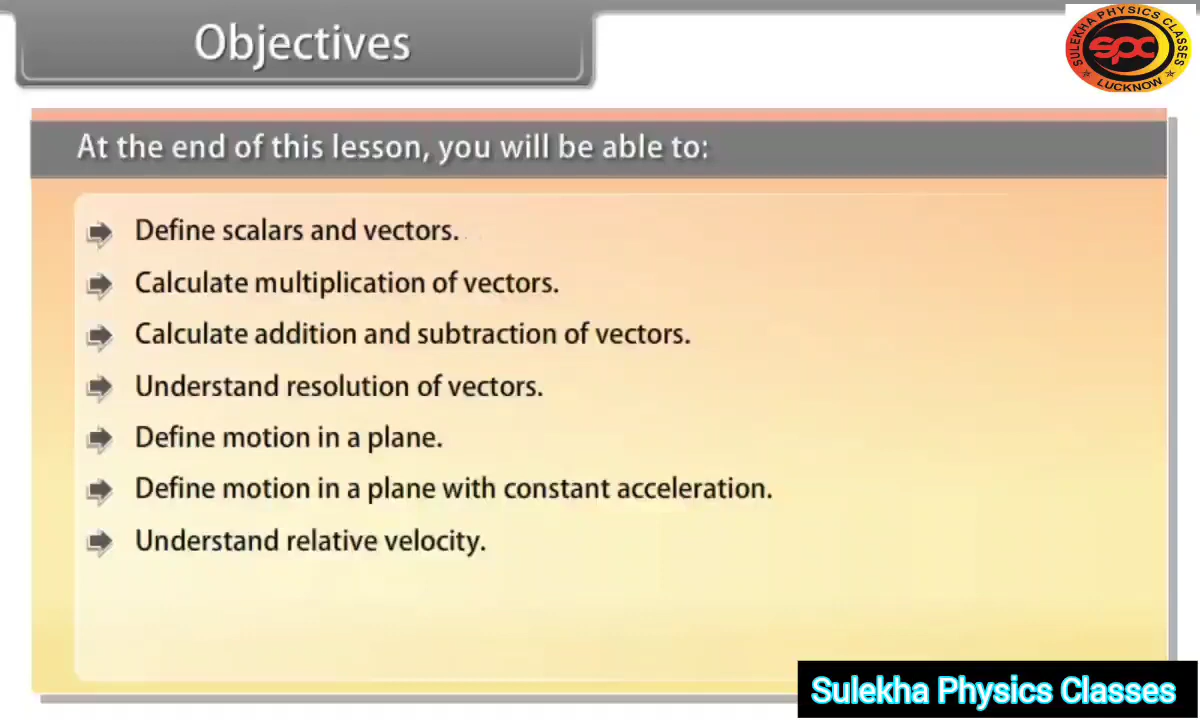 Objectives
SULEKHA PHYSICS CLASSES
spc
LUCKNOW
At the end of this lesson, you will be able to:
Define scalars and vectors.
Calculate multiplication of vectors.
Calculate addition and subtraction of vectors.
Understand resolution of vectors.
Define motion in a plane.
Define motion in a plane with constant acceleration.
Understand relative velocity.
Sulekha Physics Classes